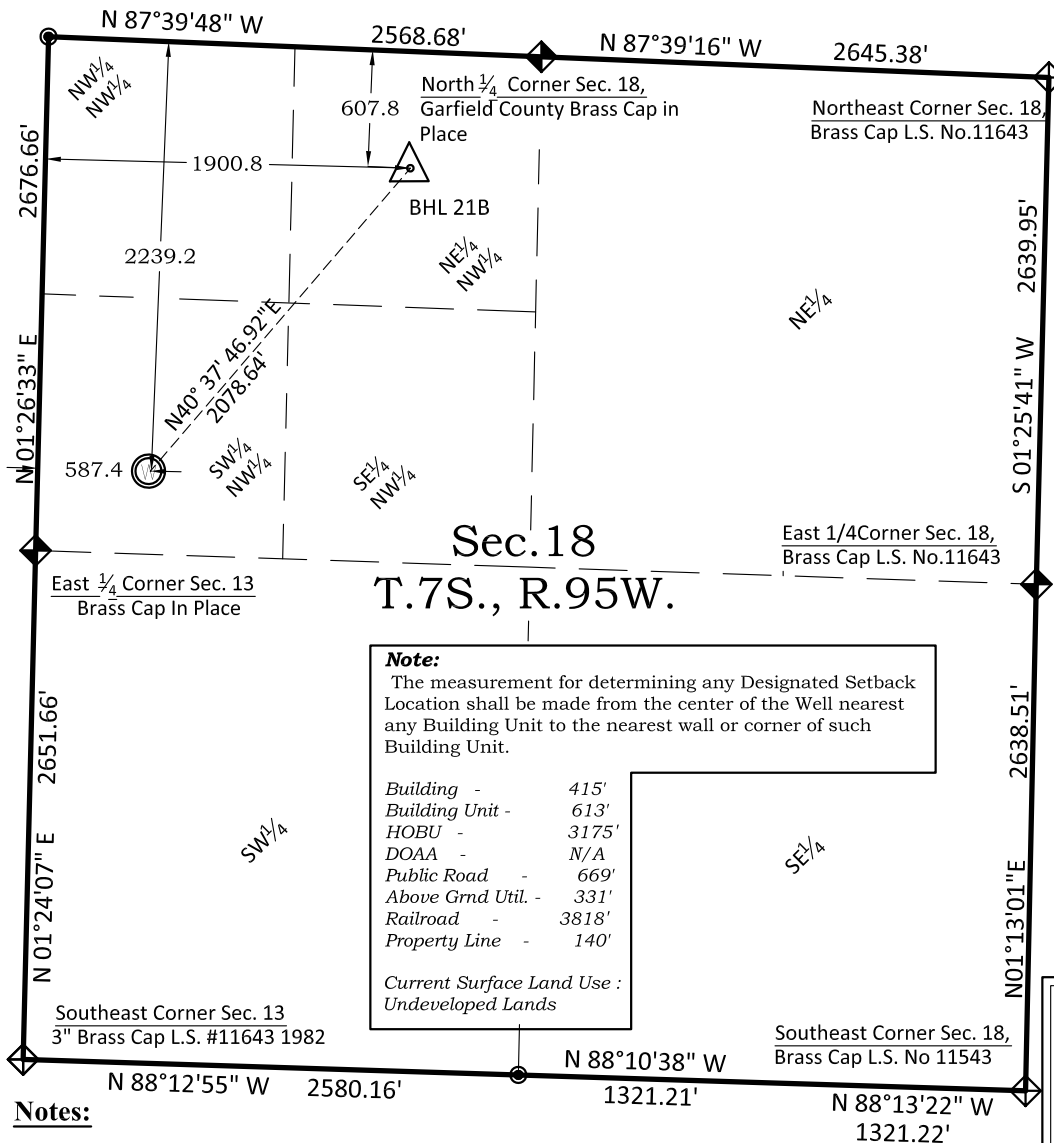 N 87°39'48" W
2568.68'
N 87°39'16" W
2645.38'
NW¼
NW¼
North ¼ Corner Sec. 18,
Garfield County Brass Cap in
Place
Northeast Corner Sec. 18,
Brass Cap L.S. No.11643
607.8
1900.8
2676.66'
BHL 21B
2239.2
NE¼
NW¼
2639.95'
NE¼
N40° 37' 46.92"E
2078.64'
N 01°26'33" E
S 01°25'41" W
587.4
SW¼
NW¼
SE¼
NW¼
Sec.18
T.7S., R.95W.
East 1/4Corner Sec. 18,
Brass Cap L.S. No.11643
East ¼ Corner Sec. 13
Brass Cap In Place
Note:
The measurement for determining any Designated Setback
Location shall be made from the center of the Well nearest
any Building Unit to the nearest wall or corner of such
Building Unit.
Building - 415'
Building Unit - 613'
HOBU - 3175'
DOAA - N/A
Public Road - 669'
Above Grnd Util. - 331'
Railroad - 3818'
Property Line - 140'
Current Surface Land Use :
Undeveloped Lands
2651.66'
N 01°24'07" E
SW¼
SE¼
2638.51'
N01°13'01"E
Southeast Corner Sec. 13
3" Brass Cap L.S. #11643 1982
Southeast Corner Sec. 18,
Brass Cap L.S. No 11543
N 88°12'55" W
2580.16'
N 88°10'38" W
1321.21'
N 88°13'22" W
1321.22'
Notes: